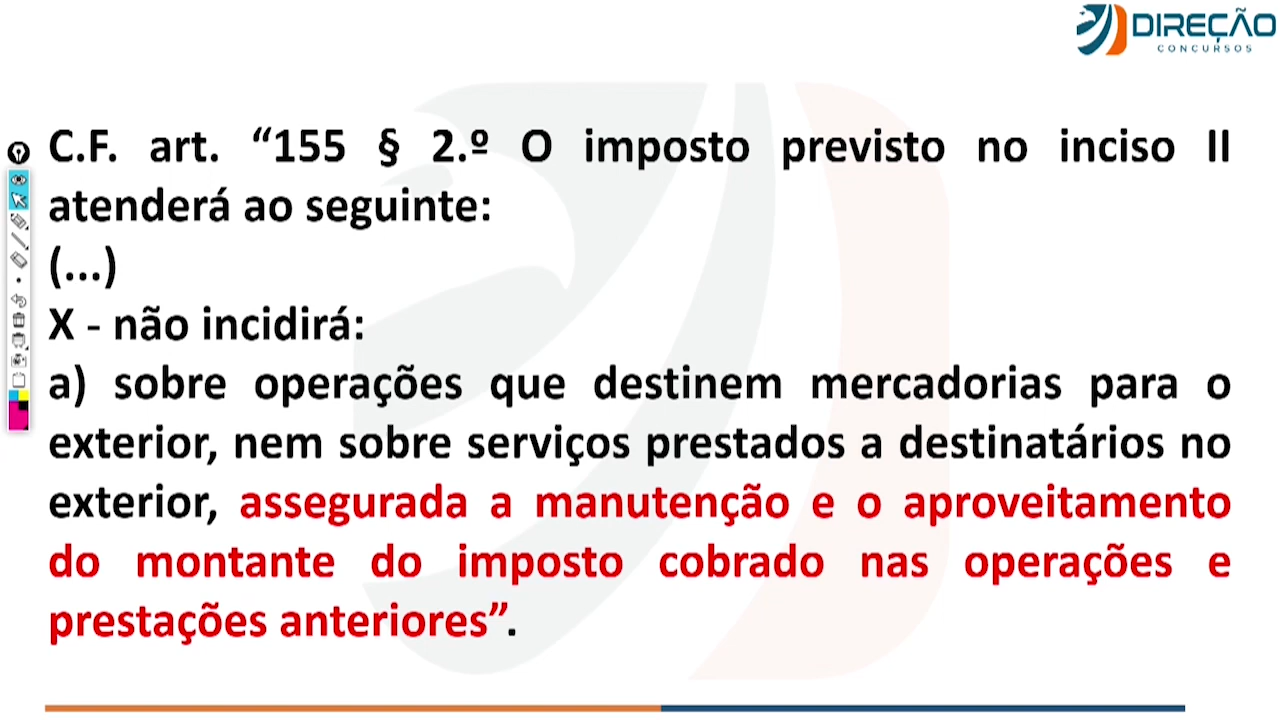 DIREÇÃO
CONCURSOS
C.F. art. “155 § 2.º O imposto previsto no inciso II
atenderá ao seguinte:
(...)
X - não incidirá:
a) sobre operações que destinem mercadorias para o
exterior, nem sobre serviços prestados a destinatários no
exterior, assegurada a manutenção e o aproveitamento
do montante do imposto cobrado nas operações e
prestações anteriores”.